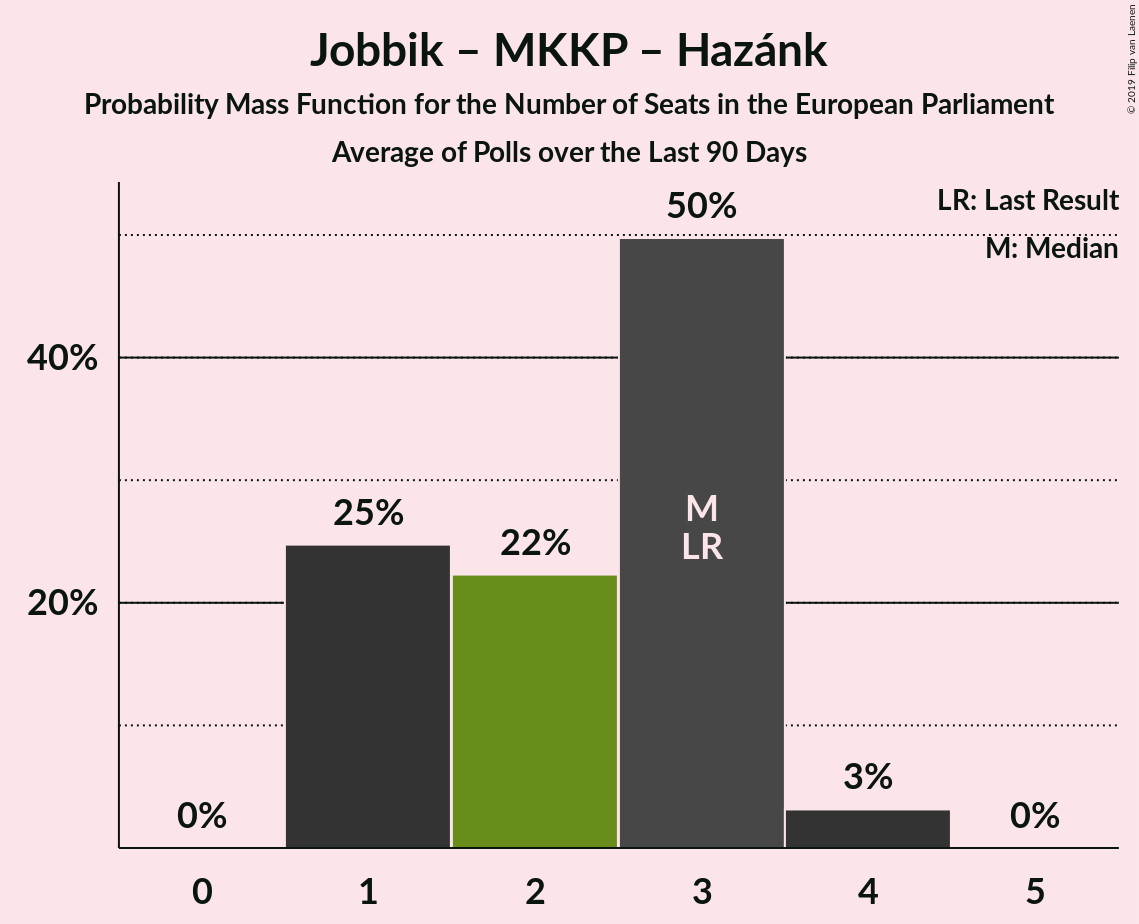 Jobbik – MKKP – Hazánk
Probability Mass Function for the Number of Seats in the European Parliament
Average of Polls over the Last 90 Days
© 2019 Filip van Laenen
LR: Last Result
M: Median
50%
40%
M
LR
25%
22%
20%
3%
0%
0%
0 1 2 3 4 5